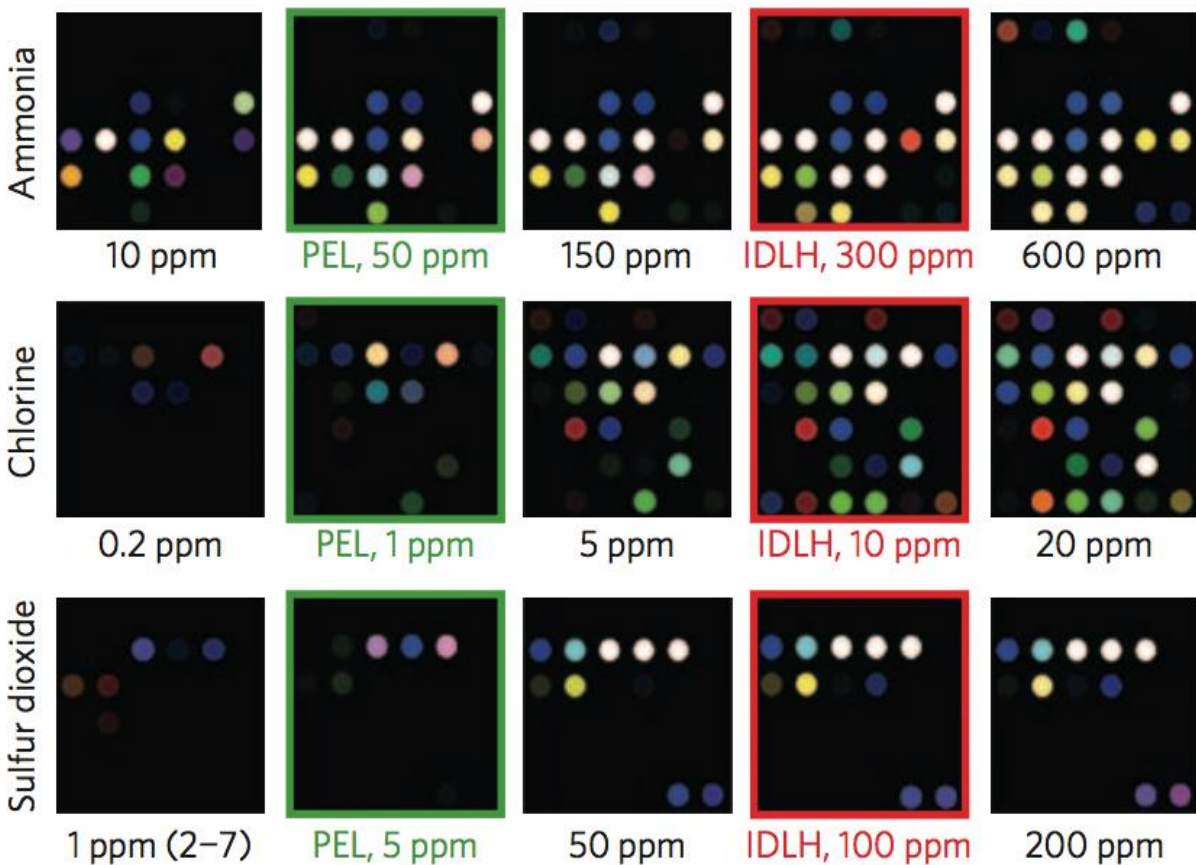 Ammonia
10 ppm
PEL, 50 ppm
150 ppm
IDLH, 300 ppm
600 ppm
Chlorine
0.2 ppm
PEL, 1 ppm
5 ppm
IDLH, 10 ppm
20 ppm
Sulfur dioxide
1 ppm (2–7)
PEL, 5 ppm
50 ppm
IDLH, 100 ppm
200 ppm